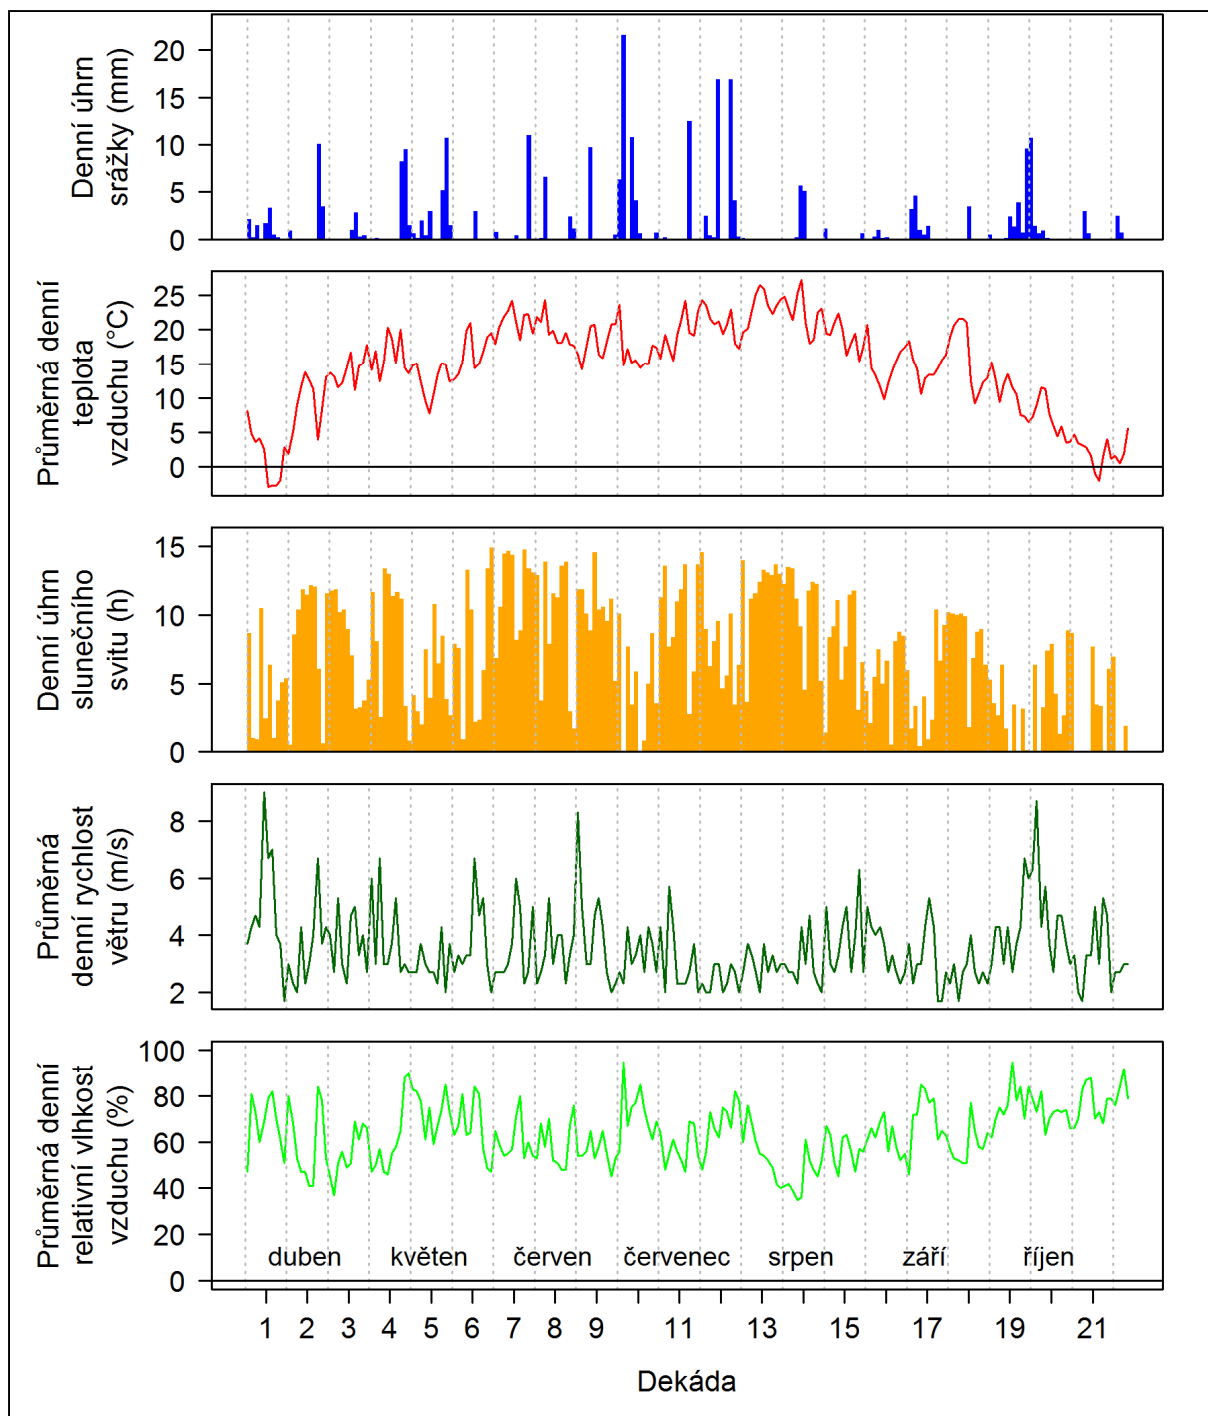 Denní úhrn
srážky (mm)
20
15
10
5
0
Průměrná denní
teplota
vzduchu (°C)
25
20
15
10
5
0
Denní úhrn
slunečního
svitu (h)
15
10
5
0
Průměrná
denní rychlost
větru (m/s)
8
6
4
2
Průměrná denní
relativní vlhkost
vzduchu (%)
100
80
60
40
20
0
duben květen červen červenec srpen září říjen
1 2 3 4 5 6 7 8 9 11 13 15 17 19 21
Dekáda